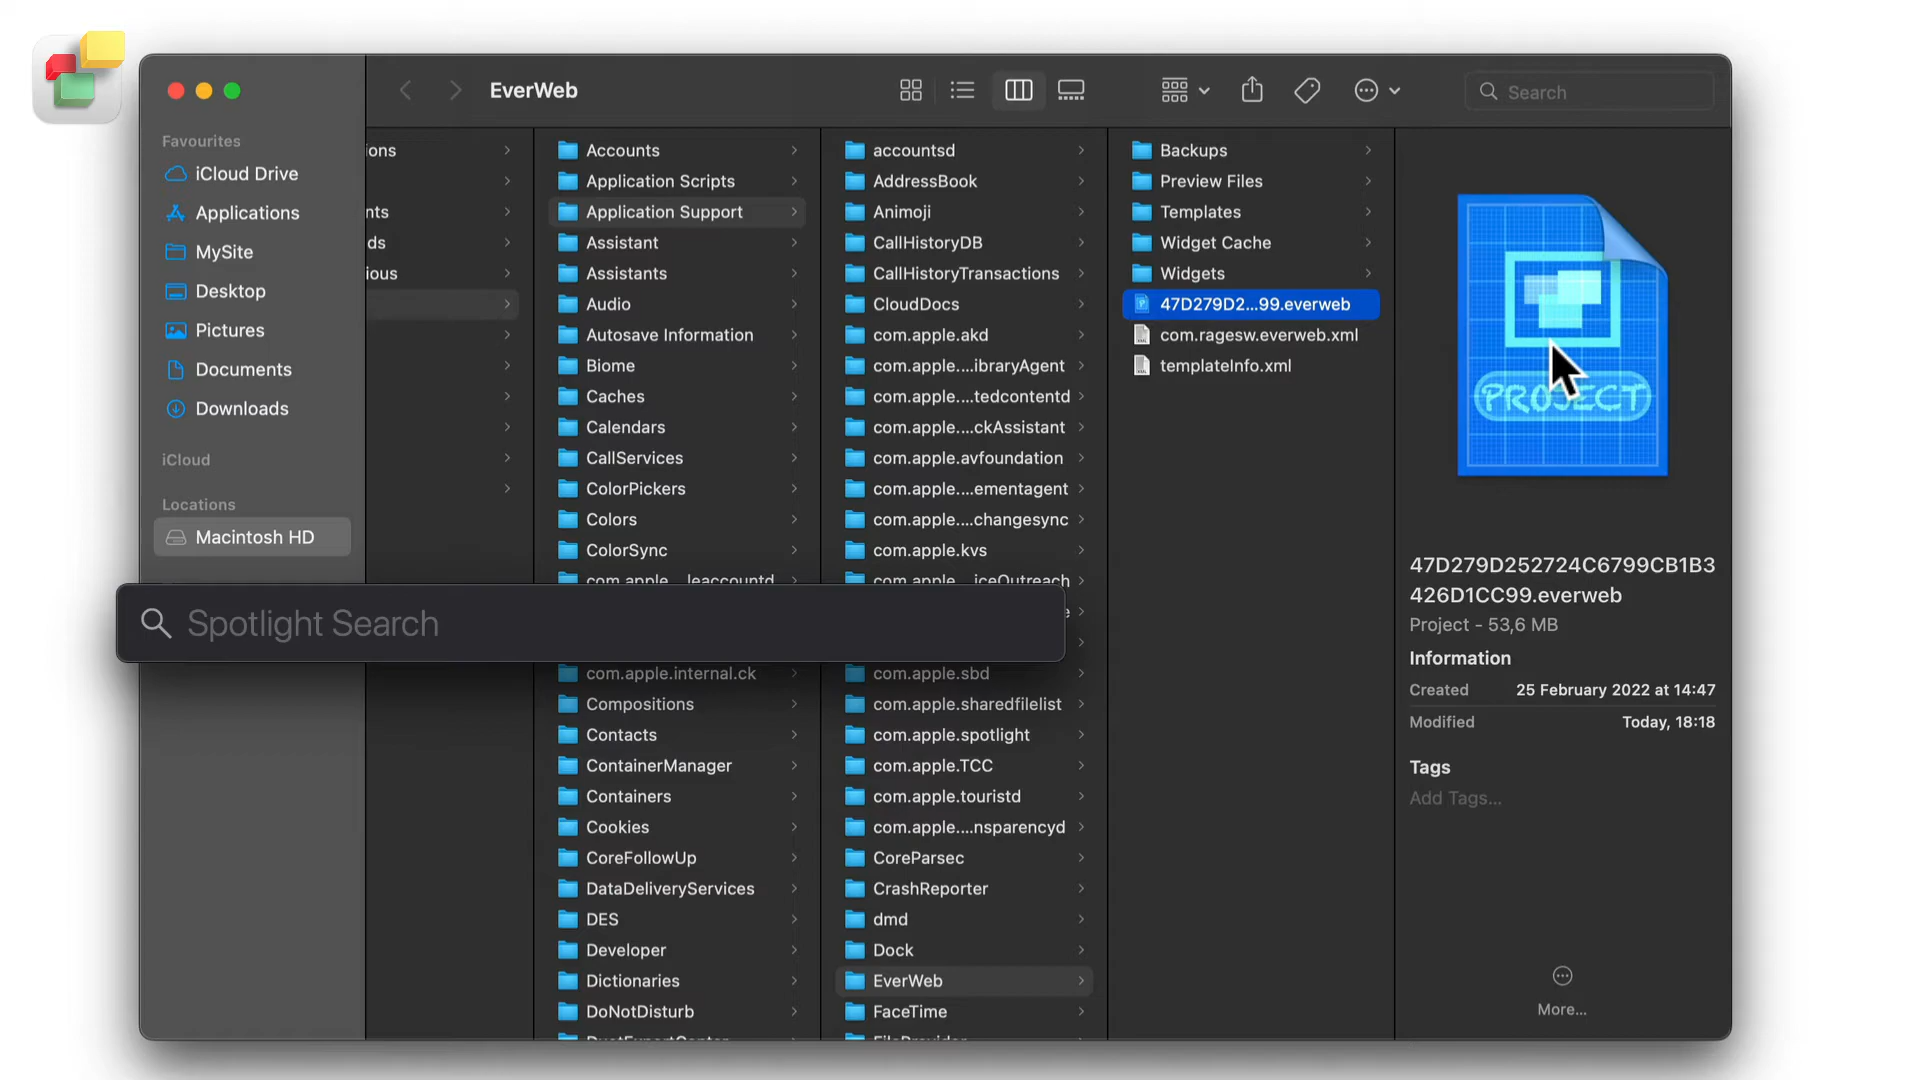 EverWeb
Search
Favourites
iCloud Drive
Applications
MySite
Desktop
Pictures
Documents
Downloads
iCloud
Locations
Macintosh HD
ions
nts
ds
ious
Accounts
Application Scripts
Application Support
Assistant
Assistants
Audio
Autosave Information
Biome
Caches
Calendars
CallServices
ColorPickers
Colors
ColorSync
com.apple....leaccountd
com.apple.internal.ck
Compositions
Contacts
ContainerManager
Containers
Cookies
CoreFollowUp
DataDeliveryServices
DES
Developer
Dictionaries
DoNotDisturb
accountsd
AddressBook
Animoji
CallHistoryDB
CallHistoryTransactions
CloudDocs
com.apple.akd
com.apple....ibraryAgent
com.apple....tedcontentd
com.apple....ckAssistant
com.apple.avfoundation
com.apple....ementagent
com.apple....changesync
com.apple.kvs
com.apple....iceOutreach
e
com.apple.sbd
com.apple.sharedfilelist
com.apple.spotlight
com.apple.TCC
com.apple.touristd
com.apple....nsparencyd
CoreParsec
CrashReporter
dmd
Dock
EverWeb
FaceTime
Backups
Preview Files
Templates
Widget Cache
Widgets
47D279D2...99.everweb
com.ragesw.everweb.xml
templateInfo.xml
PROJECT
47D279D252724C6799CB1B3
426D1CC99.everweb
Project - 53,6 MB
Information
Created 25 February 2022 at 14:47
Modified Today, 18:18
Tags
Add Tags...
More...
Spotlight Search